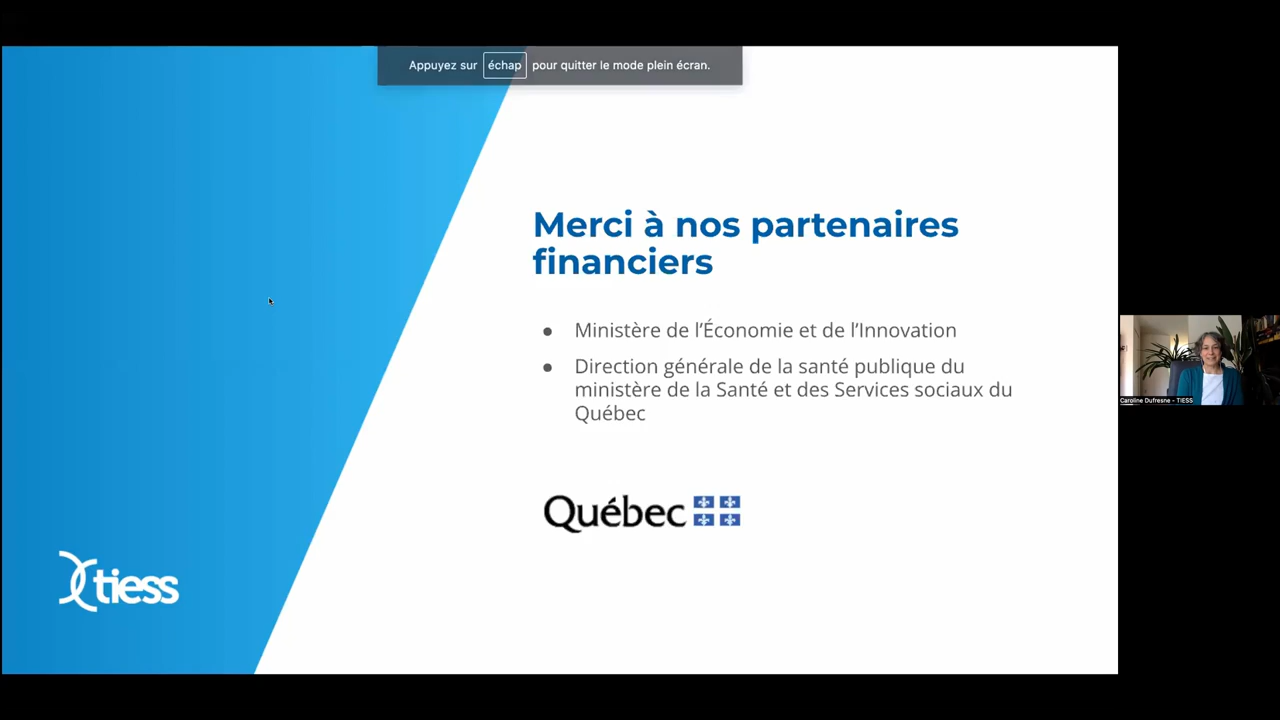 Appuyez sur échap pour quitter le mode plein écran.
Merci à nos partenaires
financiers
● Ministère de l’Économie et de l’Innovation
● Direction générale de la santé publique du
ministère de la Santé et des Services sociaux du
Québec
Québec
tiess
Caroline Dufresne - TIESS